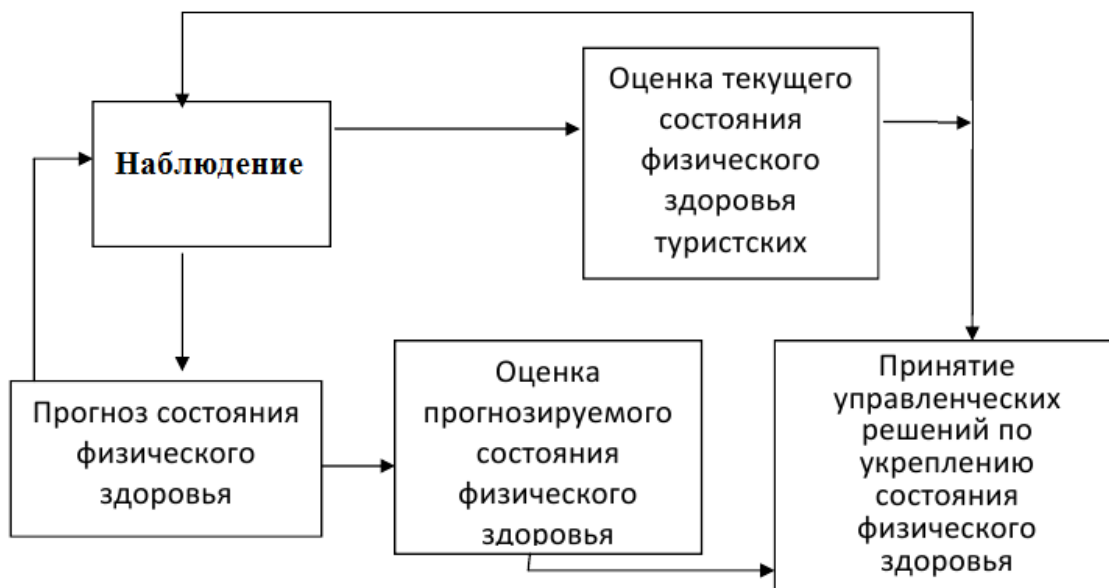 Оценка текущего
состояния
физического
здоровья
туристских
Наблюдение
Прогноз состояния
физического
здоровья
Оценка
прогнозируемого
состояния
физического
здоровья
Принятие
управленческих
решений по
укреплению
состояния
физического
здоровья